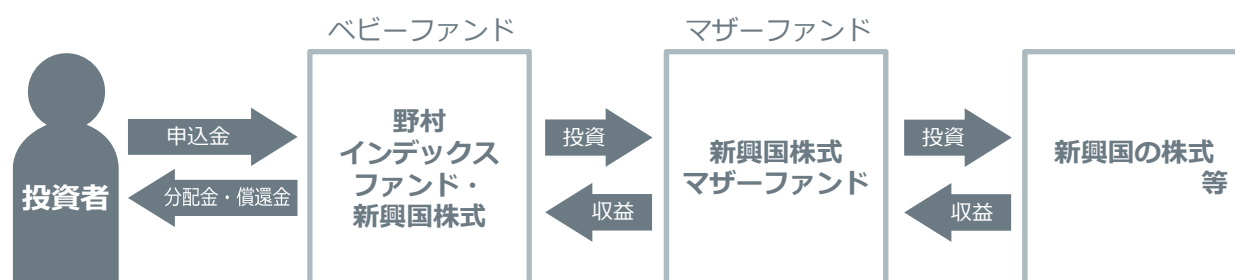 ベビーファンド
マザーファンド
投資者
申込金
分配金・償還金
野村
インデックス
ファンド・
新興国株式
投資
収益
新興国株式
マザーファンド
投資
収益
新興国の株式
等